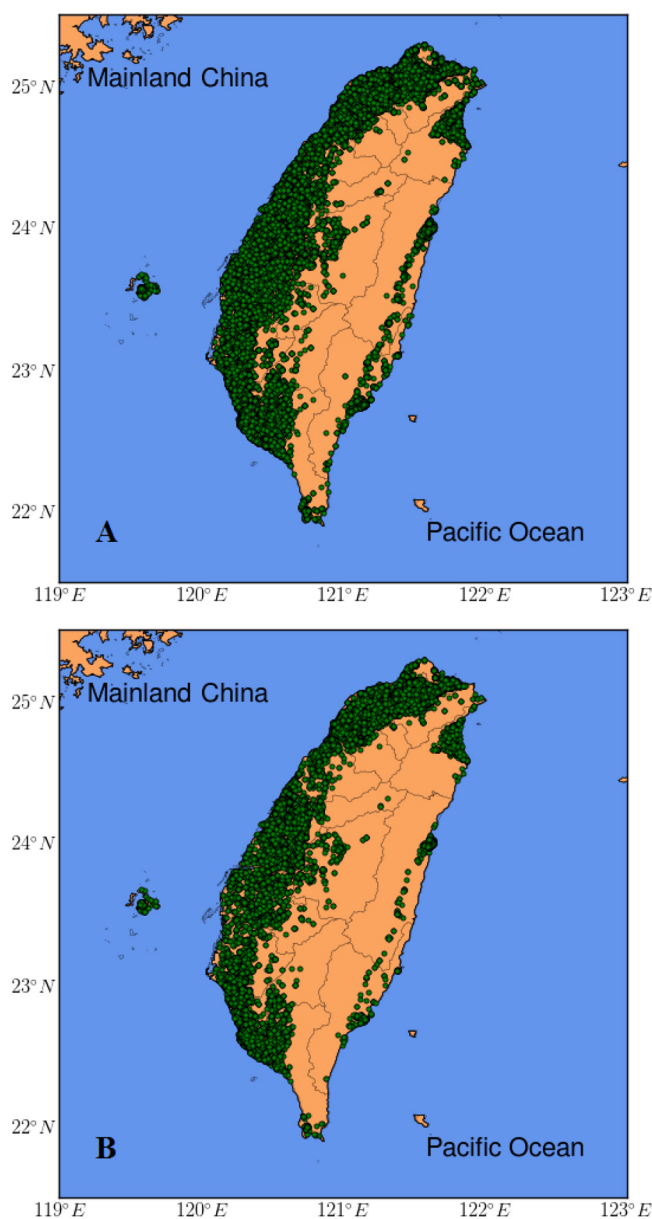 Mainland China
25° N
24° N
23° N
22° N
A
Pacific Ocean
119° E 120° E 121° E 122° E 123° E
Mainland China
25° N
24° N
23° N
22° N
B
Pacific Ocean
119° E 120° E 121° E 122° E 123° E